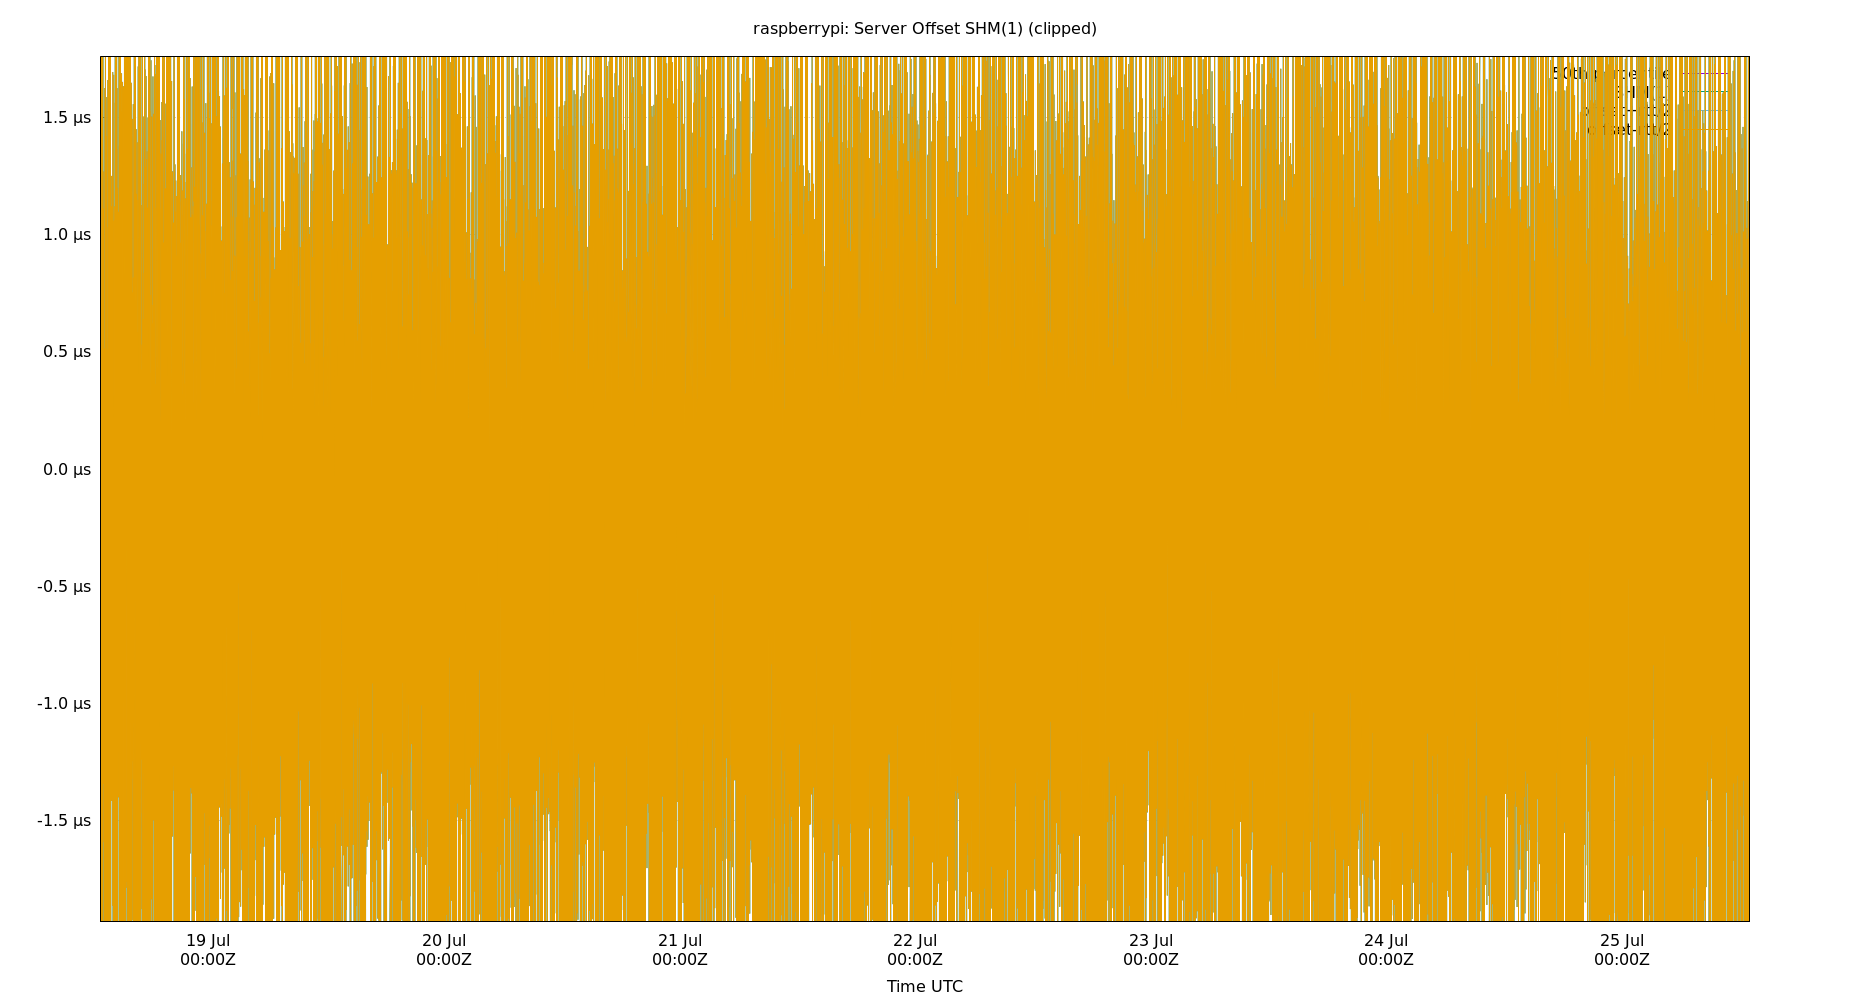 raspberrypi: Server Offset SHM(1) (clipped)
1.5 µs
1.0 µs
0.5 µs
0.0 µs
-0.5 µs
-1.0 µs
-1.5 µs
19 Jul 20 Jul 21 Jul 22 Jul 23 Jul 24 Jul 25 Jul
00:00Z 00:00Z 00:00Z 00:00Z 00:00Z 00:00Z 00:00Z
Time UTC